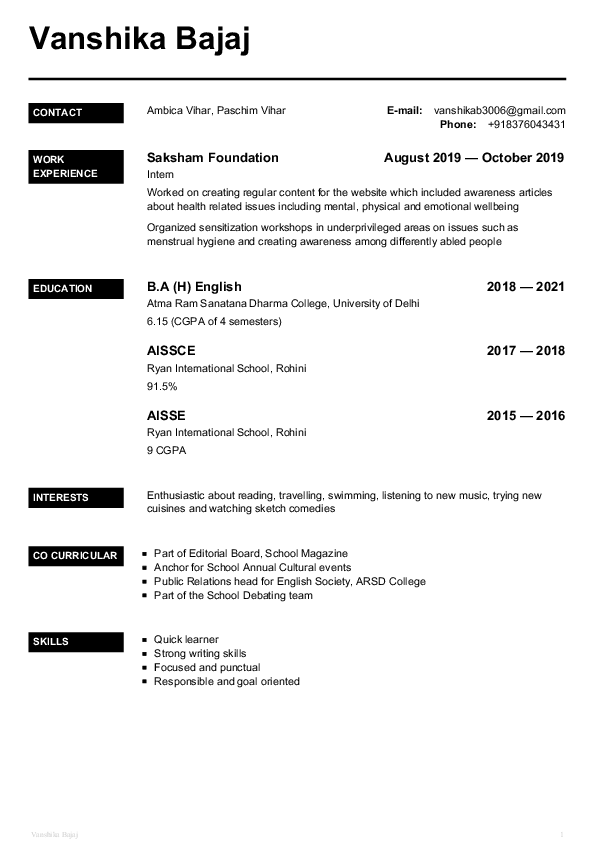 Vanshika Bajaj
CONTACT
Ambica Vihar, Paschim Vihar
E-mail: vanshikab3006@gmail.com
Phone: +918376043431
WORK
EXPERIENCE
Saksham Foundation August 2019 — October 2019
Intern
Worked on creating regular content for the website which included awareness articles
about health related issues including mental, physical and emotional wellbeing
Organized sensitization workshops in underprivileged areas on issues such as
menstrual hygiene and creating awareness among differently abled people
EDUCATION
B.A (H) English 2018 — 2021
Atma Ram Sanatana Dharma College, University of Delhi
6.15 (CGPA of 4 semesters)
AISSCE 2017 — 2018
Ryan International School, Rohini
91.5%
AISSE 2015 — 2016
Ryan International School, Rohini
9 CGPA
INTERESTS
Enthusiastic about reading, travelling, swimming, listening to new music, trying new
cuisines and watching sketch comedies
CO CURRICULAR
▪ Part of Editorial Board, School Magazine
▪ Anchor for School Annual Cultural events
▪ Public Relations head for English Society, ARSD College
▪ Part of the School Debating team
SKILLS
▪ Quick learner
▪ Strong writing skills
▪ Focused and punctual
▪ Responsible and goal oriented
Vanshika Bajaj 1